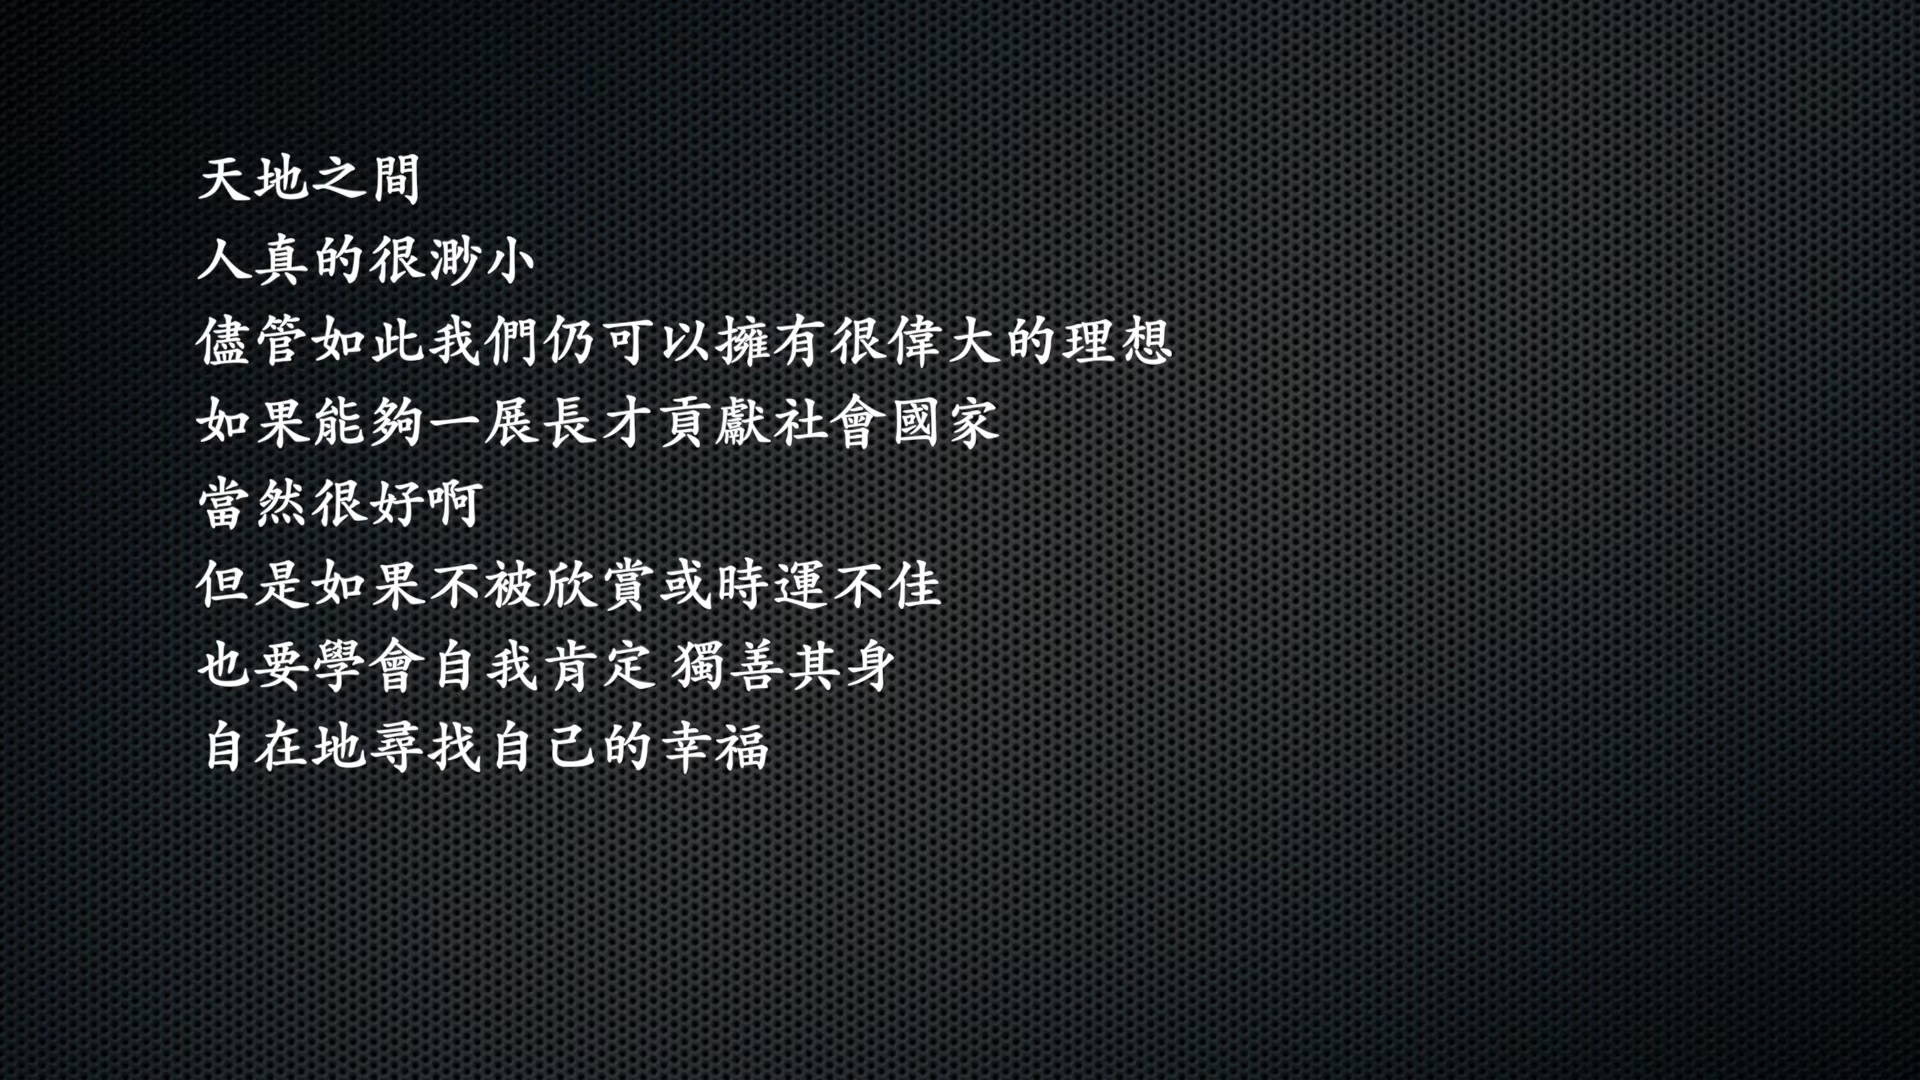 天地之間
人真的很渺小
儘管如此我們仍可以擁有很偉大的理想
如果能夠一展長才貢獻社會國家
當然很好啊
但是如果不被欣賞或時運不佳
也要學會自我肯定 獨善其身
自在地尋找自己的幸福